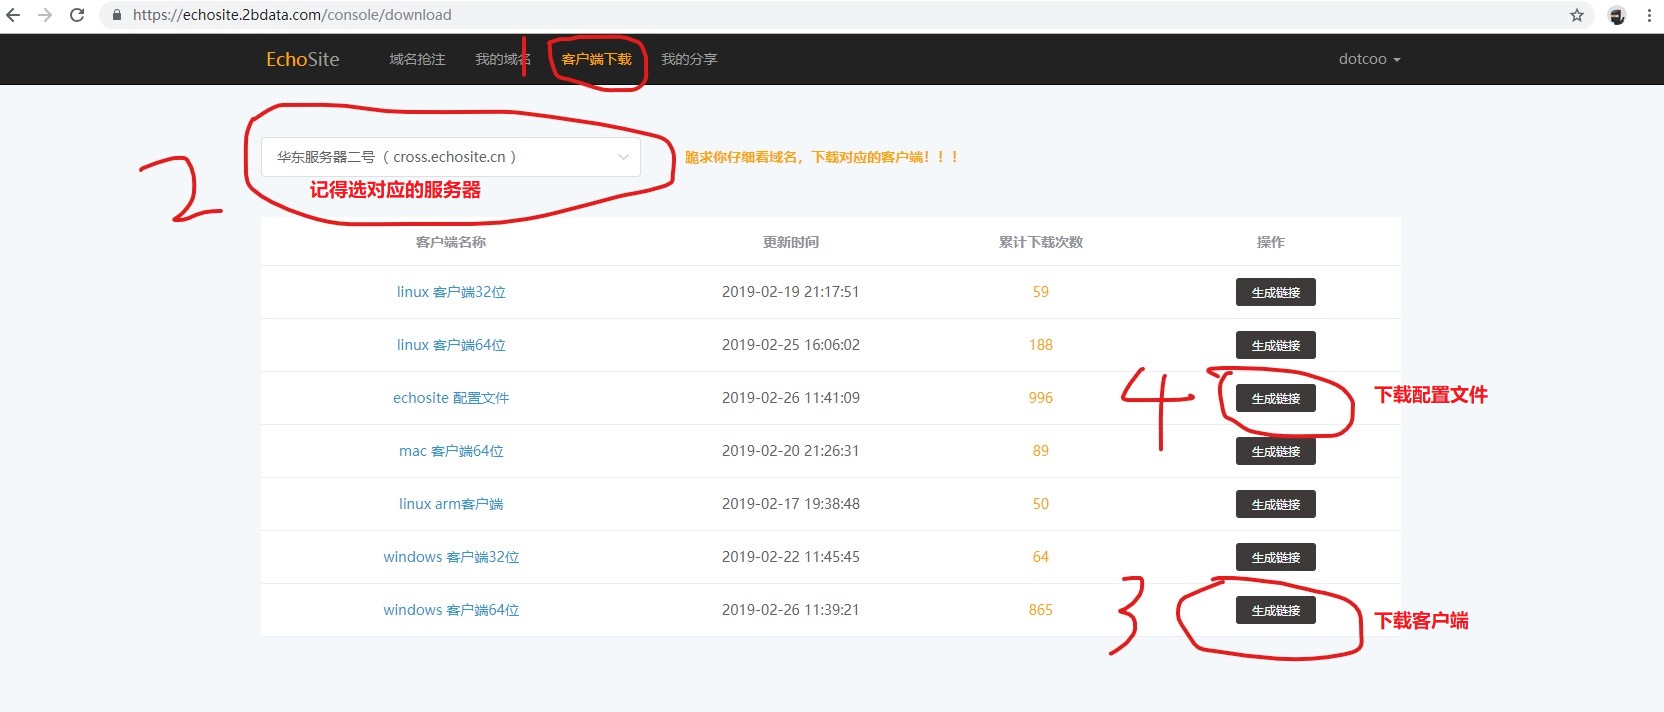 https://echosite.2bdata.com/console/download
EchoSite 域名抢注 我的域名 1 客户端下载 我的分享 dotcoo
2 华东服务器二号（ cross.echosite.cn ） 跪求你仔细看域名，下载对应的客户端！！！
记得选对应的服务器
客户端名称 更新时间 累计下载次数 操作
linux 客户端32位 2019-02-19 21:17:51 59 生成链接
linux 客户端64位 2019-02-25 16:06:02 188 生成链接
echosite 配置文件 2019-02-26 11:41:09 996 4 生成链接 下载配置文件
mac 客户端64位 2019-02-20 21:26:31 89 生成链接
linux arm客户端 2019-02-17 19:38:48 50 生成链接
windows 客户端32位 2019-02-22 11:45:45 64 生成链接
windows 客户端64位 2019-02-26 11:39:21 865 3 生成链接 下载客户端